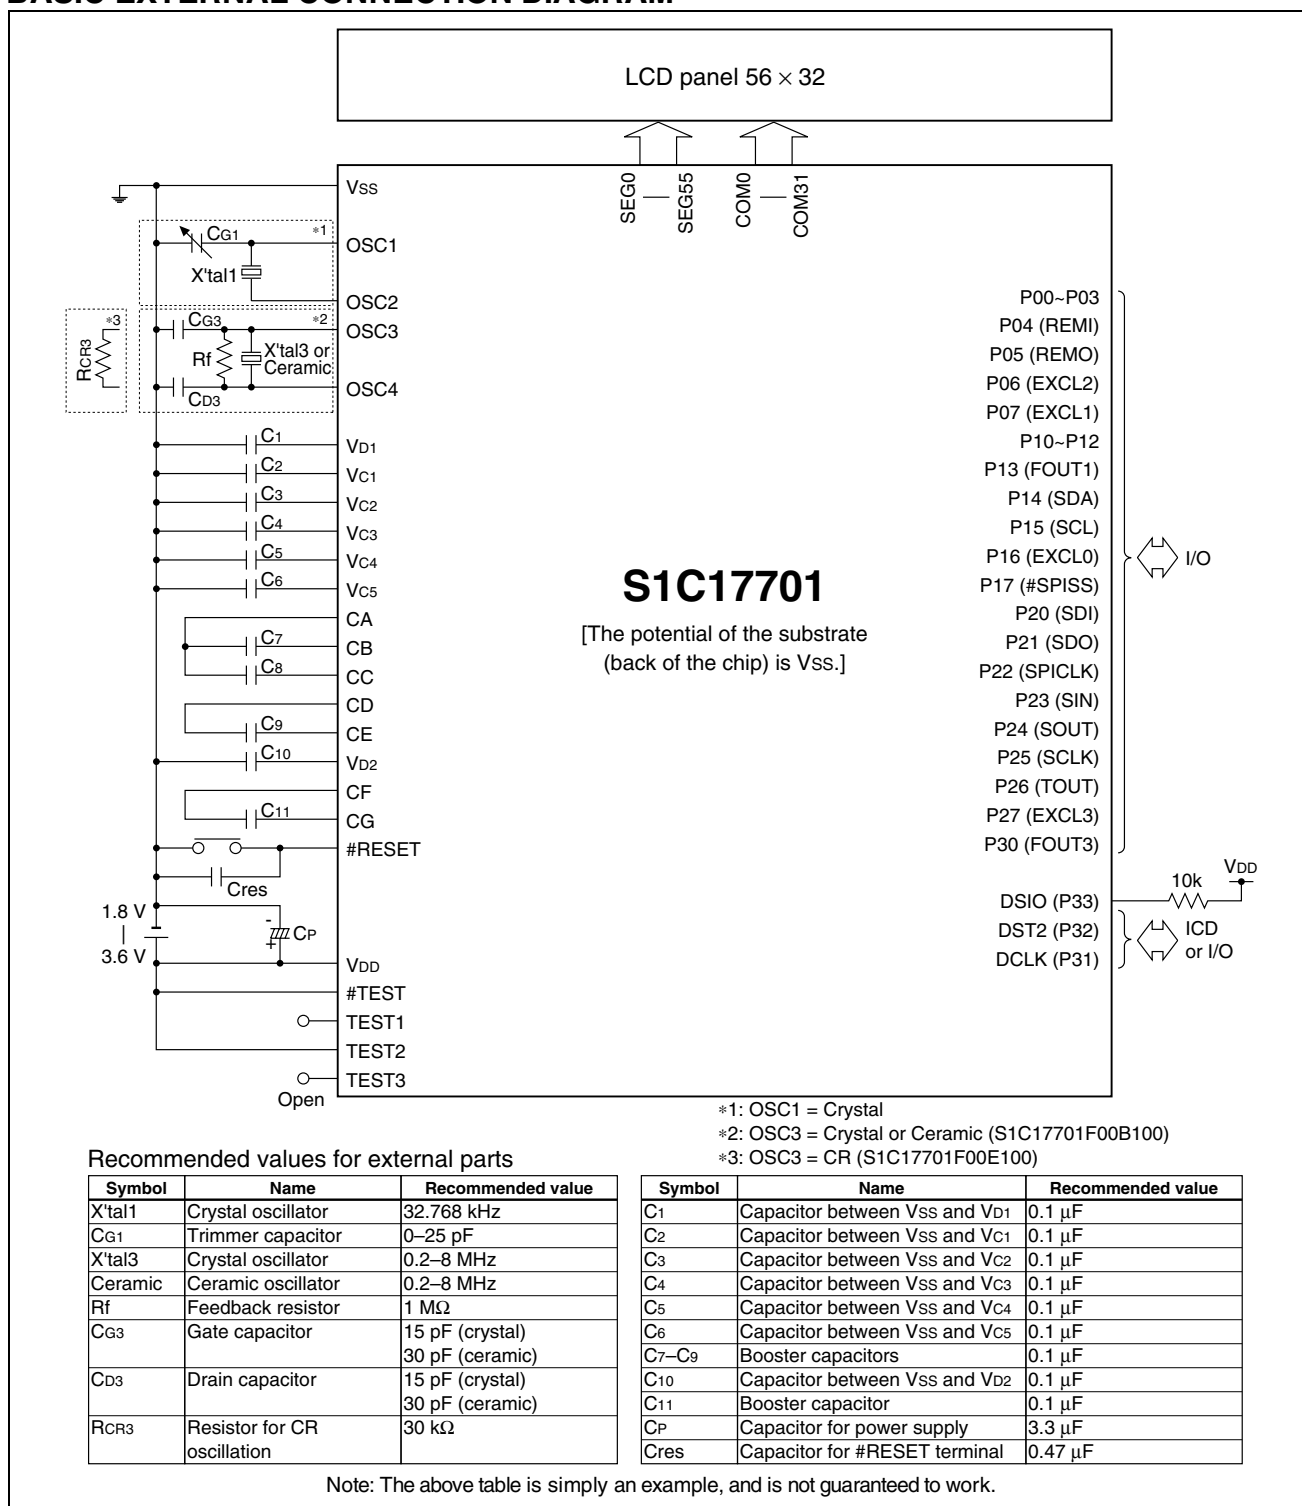 BASIC EXTERNAL CONNECTION DIAGRAM
LCD panel 56 × 32
SEG0
SEG55
COM0
COM31
VSS
CG1
*1
OSC1
X'tal1
OSC2
*3
RCR3
CG3
*2
OSC3
Rf
X'tal3 or
Ceramic
CD3
OSC4
C1
VD1
C2
VC1
C3
VC2
C4
VC3
C5
VC4
C6
VC5
CA
C7
CB
C8
CC
CD
C9
CE
C10
VD2
CF
C11
CG
#RESET
Cres
1.8 V
|
3.6 V
-
+
CP
VDD
#TEST
TEST1
TEST2
TEST3
Open
S1C17701
[The potential of the substrate
(back of the chip) is VSS.]
P00~P03
P04 (REMI)
P05 (REMO)
P06 (EXCL2)
P07 (EXCL1)
P10~P12
P13 (FOUT1)
P14 (SDA)
P15 (SCL)
P16 (EXCL0)
P17 (#SPISS)
P20 (SDI)
P21 (SDO)
P22 (SPICLK)
P23 (SIN)
P24 (SOUT)
P25 (SCLK)
P26 (TOUT)
P27 (EXCL3)
P30 (FOUT3)
I/O
DSIO (P33)
10k
VDD
DST2 (P32)
DCLK (P31)
ICD
or I/O
*1: OSC1 = Crystal
*2: OSC3 = Crystal or Ceramic (S1C17701F00B100)
*3: OSC3 = CR (S1C17701F00E100)
Recommended values for external parts
Symbol Name Recommended value
X'tal1 Crystal oscillator 32.768 kHz
CG1 Trimmer capacitor 0–25 pF
X'tal3 Crystal oscillator 0.2–8 MHz
Ceramic Ceramic oscillator 0.2–8 MHz
Rf Feedback resistor 1 MΩ
CG3 Gate capacitor 15 pF (crystal)
30 pF (ceramic)
CD3 Drain capacitor 15 pF (crystal)
30 pF (ceramic)
RCR3 Resistor for CR 30 kΩ
oscillation
Symbol Name Recommended value
C1 Capacitor between VSS and VD1 0.1 µF
C2 Capacitor between VSS and VC1 0.1 µF
C3 Capacitor between VSS and VC2 0.1 µF
C4 Capacitor between VSS and VC3 0.1 µF
C5 Capacitor between VSS and VC4 0.1 µF
C6 Capacitor between VSS and VC5 0.1 µF
C7–C9 Booster capacitors 0.1 µF
C10 Capacitor between VSS and VD2 0.1 µF
C11 Booster capacitor 0.1 µF
CP Capacitor for power supply 3.3 µF
Cres Capacitor for #RESET terminal 0.47 µF
Note: The above table is simply an example, and is not guaranteed to work.